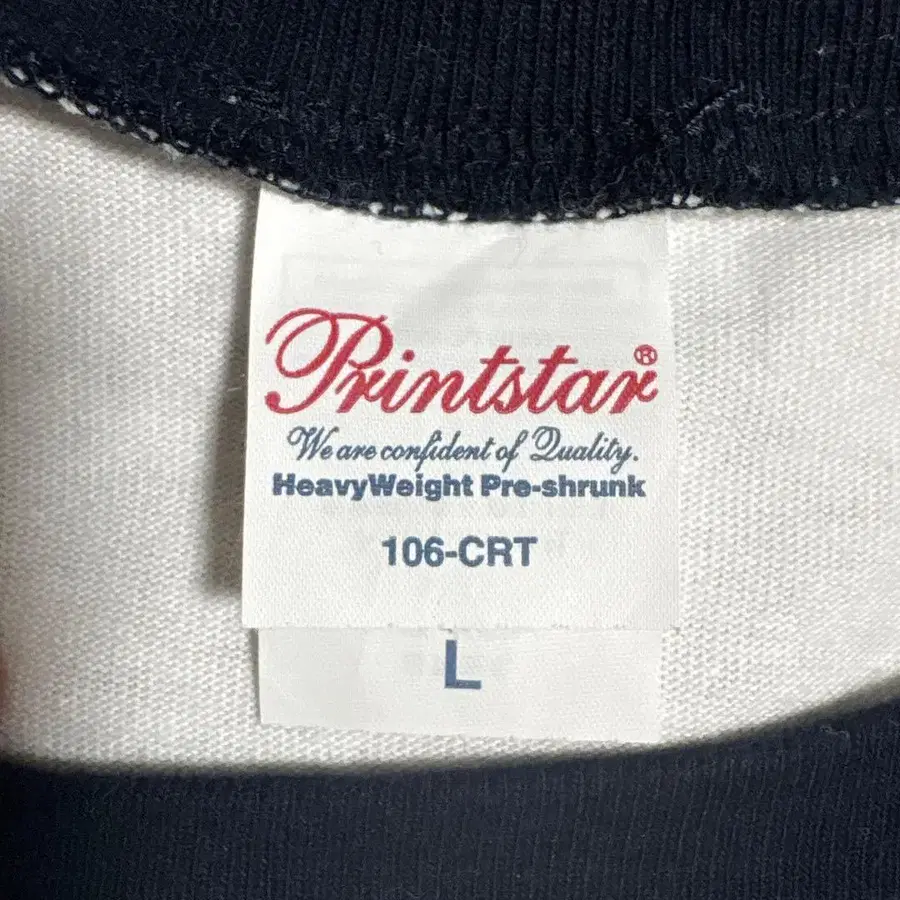 Printstar®
We are confident of Quality.
HeavyWeight Pre-shrunk
106-CRT
L